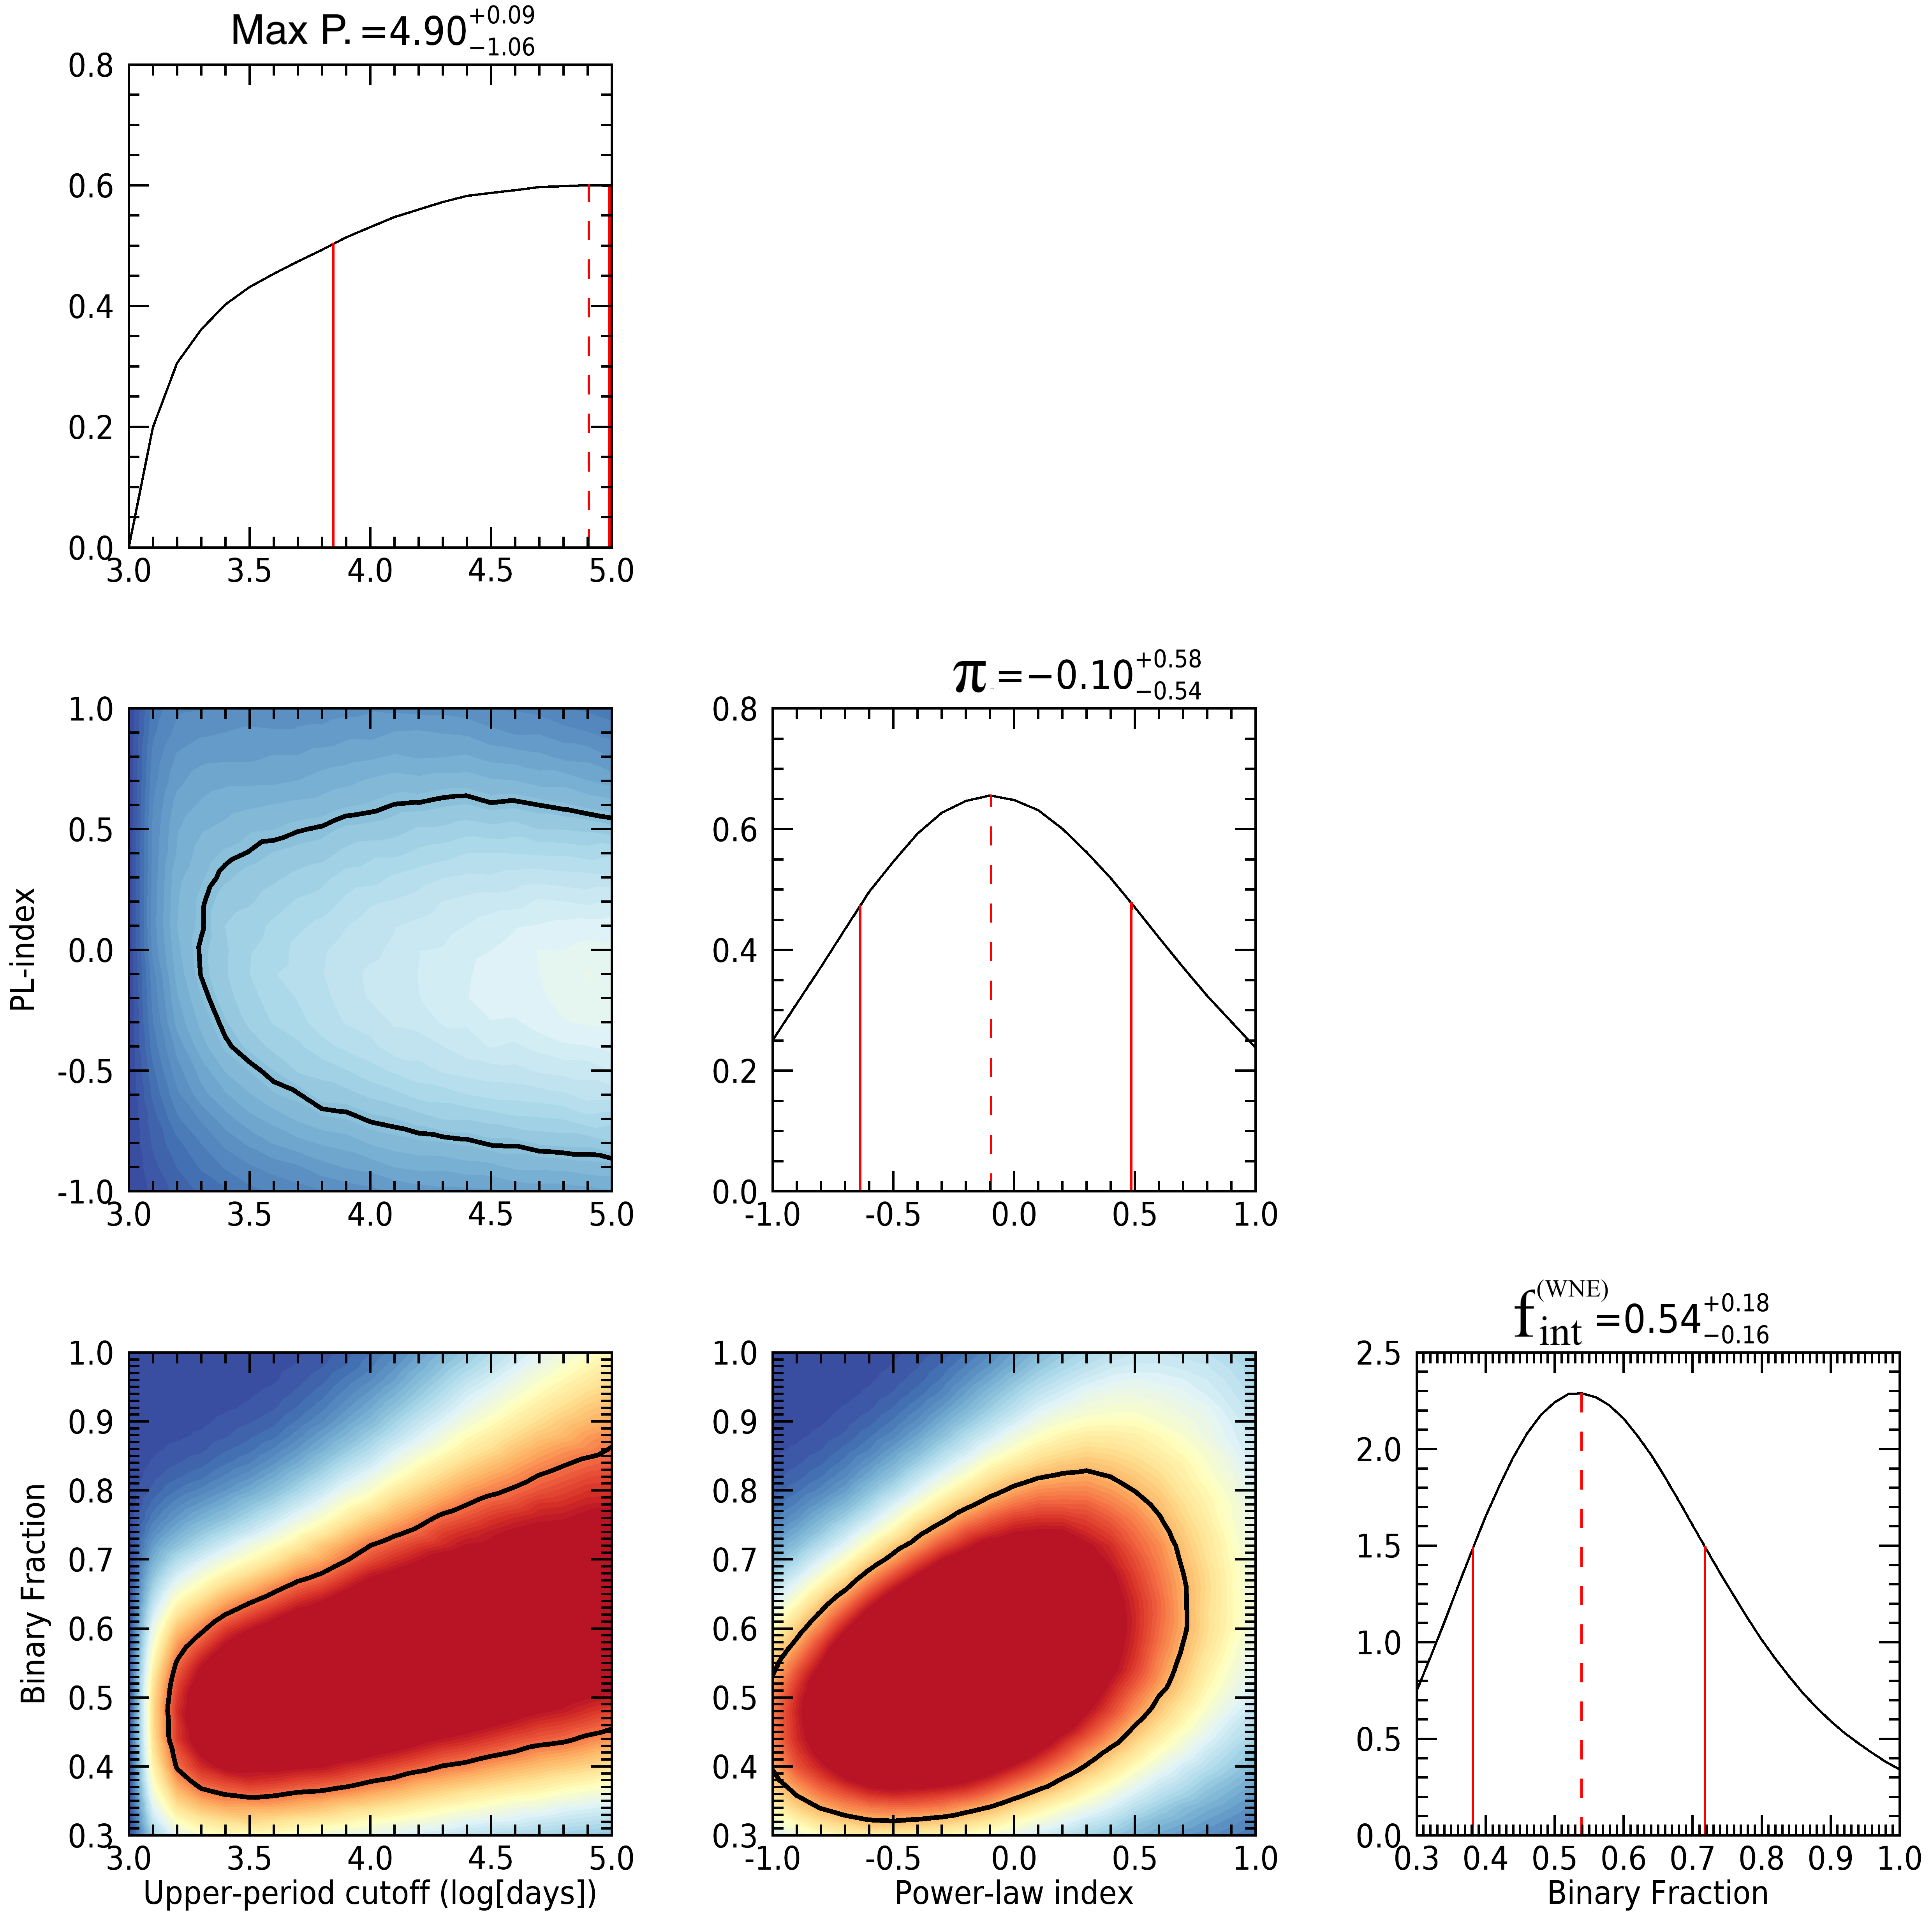 Max P. =4.90 +0.09 −1.06
0.8
0.6
0.4
0.2
0.0
3.0 3.5 4.0 4.5 5.0
π =−0.10 +0.58 −0.54
PL-index
1.0
0.5
0.0
-0.5
-1.0
3.0 3.5 4.0 4.5 5.0
0.8
0.6
0.4
0.2
0.0
-1.0 -0.5 0.0 0.5 1.0
f int (WNE) =0.54 +0.18 −0.16
Binary Fraction
1.0
0.9
0.8
0.7
0.6
0.5
0.4
0.3
3.0 3.5 4.0 4.5 5.0
Upper-period cutoff (log[days])
1.0
0.9
0.8
0.7
0.6
0.5
0.4
0.3
-1.0 -0.5 0.0 0.5 1.0
Power-law index
2.5
2.0
1.5
1.0
0.5
0.0
0.3 0.4 0.5 0.6 0.7 0.8 0.9 1.0
Binary Fraction